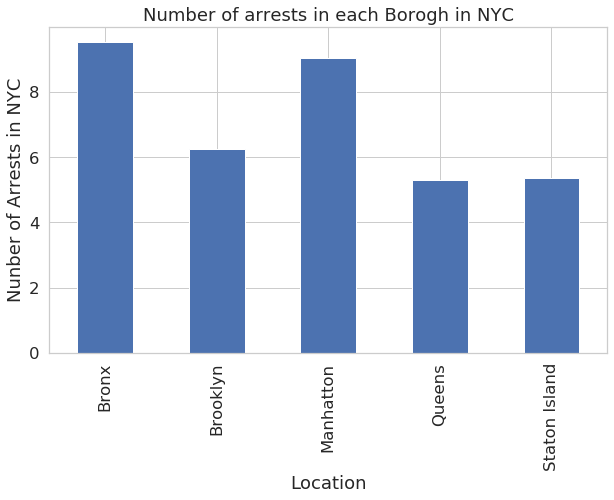 Number of arrests in each Borogh in NYC
Nunber of Arrests in NYC
8
6
4
2
0
Bronx
Brooklyn
Manhatton
Queens
Staton Island
Location